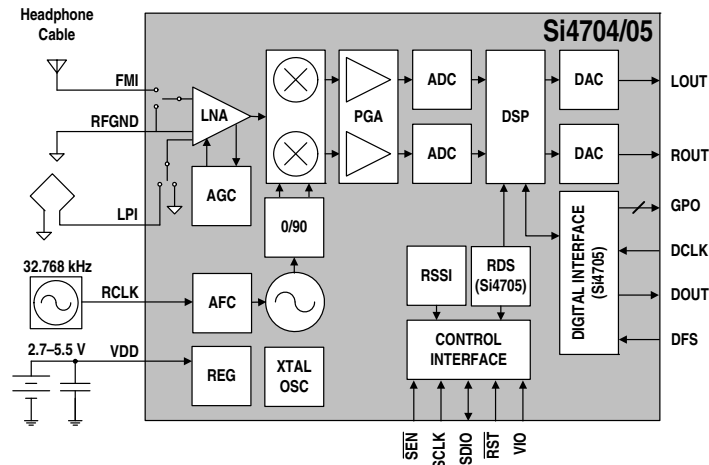 Headphone
Cable
Si4704/05
FMI
RFGND
LPI
LNA
AGC
PGA
ADC
ADC
DSP
DAC
DAC
LOUT
ROUT
GPO
DCLK
DOUT
DFS
DIGITAL INTERFACE
(Si4705)
0/90
32.768 kHz
RCLK
AFC
RSSI
RDS
(Si4705)
CONTROL
INTERFACE
2.7–5.5 V
VDD
REG
XTAL
OSC
SEN
SCLK
SDIO
RST
VIO